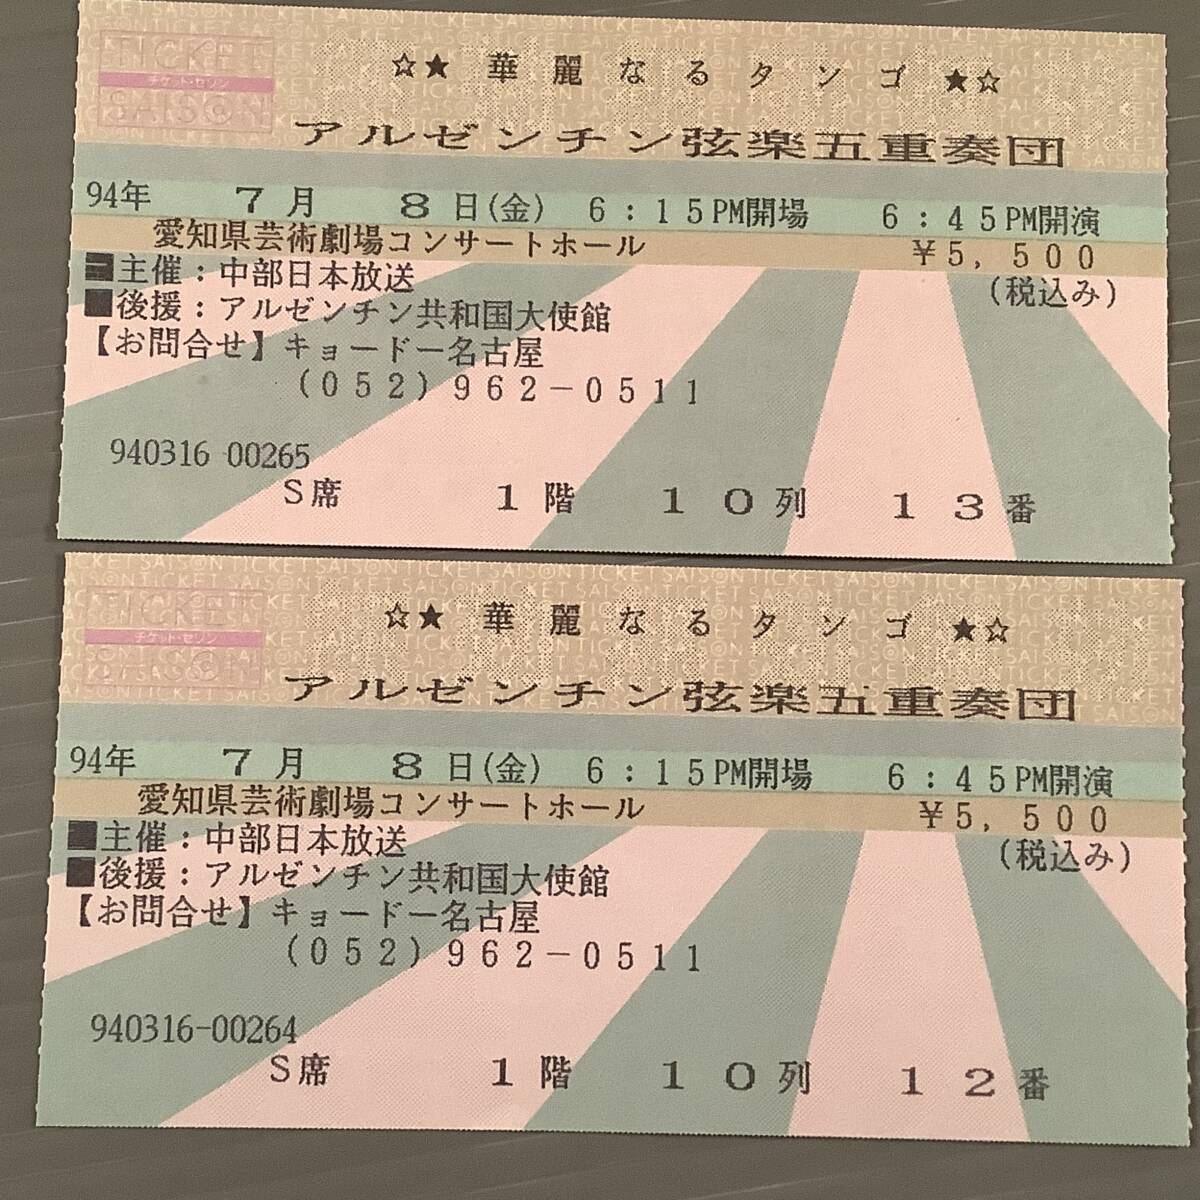 TICKET
チケット・セゾン
SAISON
☆★ 華麗なるタンゴ ★☆
アルゼンチン弦楽五重奏団
94年 7月 8日(金) 6:15PM開場 6:45PM開演
愛知県芸術劇場コンサートホール ¥5,500
■主催:中部日本放送 (税込み)
■後援:アルゼンチン共和国大使館
【お問合せ】キョードー名古屋
(052)962-0511
940316 00265
S席 1階 10列 13番
TICKET
チケット・セゾン
SAISON
☆★ 華麗なるタンゴ ★☆
アルゼンチン弦楽五重奏団
94年 7月 8日(金) 6:15PM開場 6:45PM開演
愛知県芸術劇場コンサートホール ¥5,500
■主催:中部日本放送 (税込み)
■後援:アルゼンチン共和国大使館
【お問合せ】キョードー名古屋
(052)962-0511
940316-00264
S席 1階 10列 12番